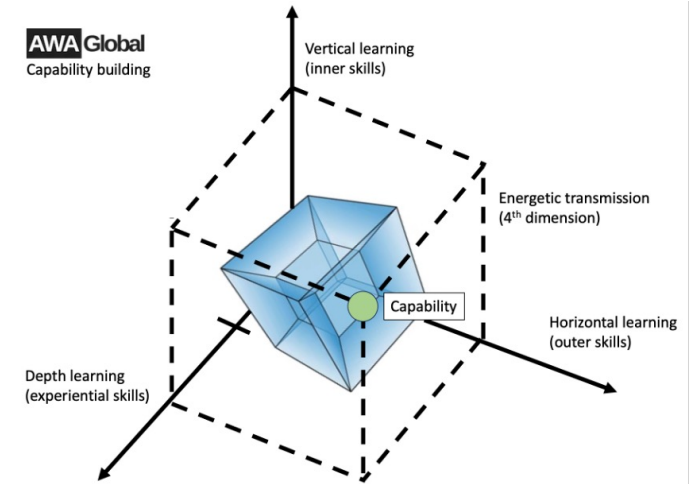 AWA Global
Capability building
Vertical learning
(inner skills)
Energetic transmission
(4th dimension)
Capability
Horizontal learning
(outer skills)
Depth learning
(experiential skills)